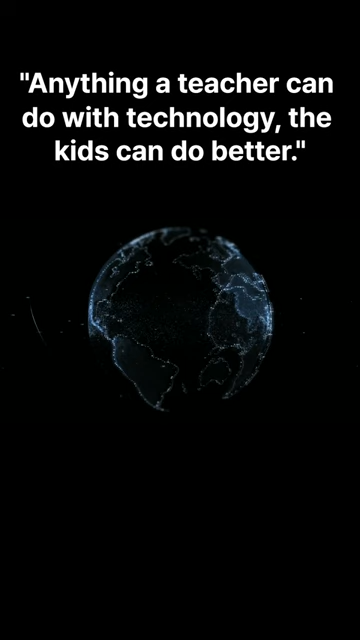 "Anything a teacher can
do with technology, the
kids can do better."